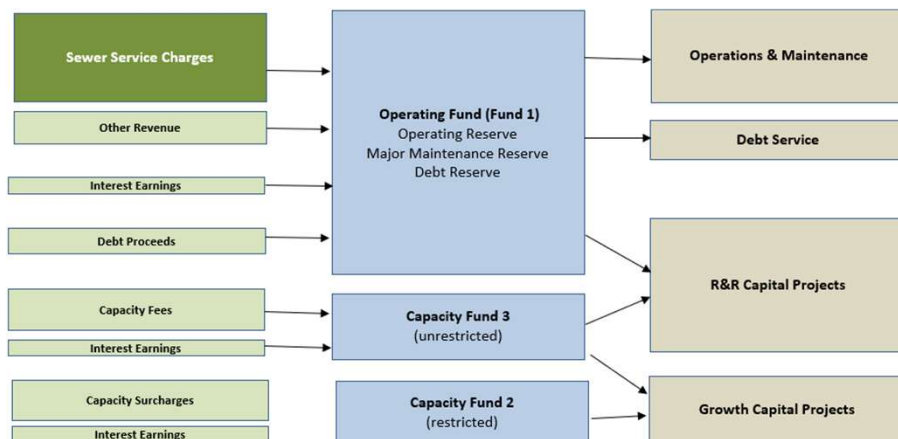 Sewer Service Charges
Other Revenue
Interest Earnings
Debt Proceeds
Capacity Fees
Interest Earnings
Capacity Surcharges
Interest Earnings
Operating Fund (Fund 1)
Operating Reserve
Major Maintenance Reserve
Debt Reserve
Capacity Fund 3
(unrestricted)
Capacity Fund 2
(restricted)
Operations & Maintenance
Debt Service
R&R Capital Projects
Growth Capital Projects